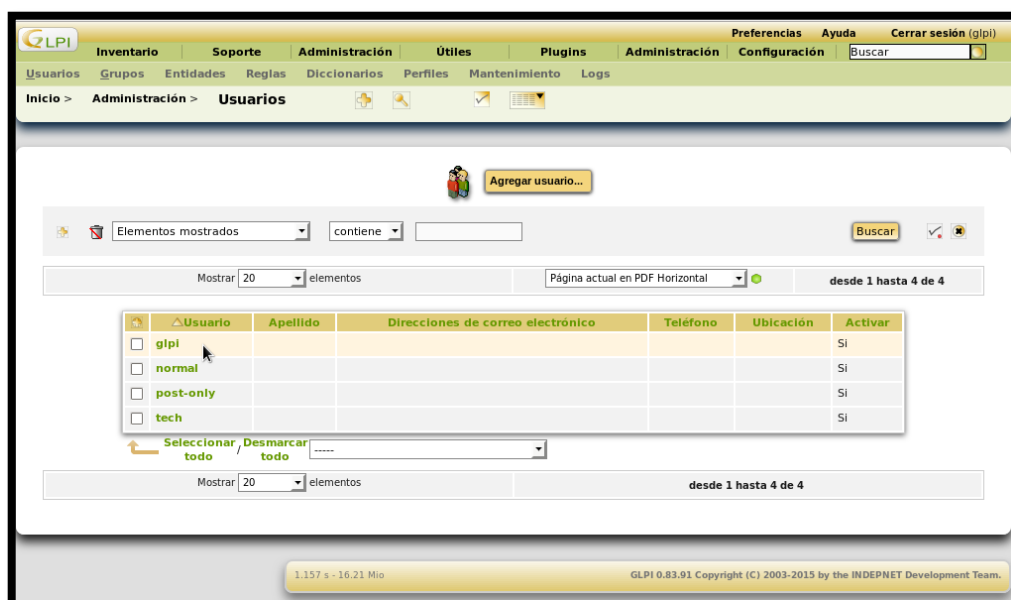 GLPI
Preferencias Ayuda Cerrar sesión (glpi)
Inventario Soporte Administración Útiles Plugins Administración Configuración Buscar
Usuarios Grupos Entidades Reglas Diccionarios Perfiles Mantenimiento Logs
Inicio > Administración > Usuarios
Agregar usuario...
Elementos mostrados contiene Buscar
Mostrar 20 elementos Página actual en PDF Horizontal desde 1 hasta 4 de 4
Usuario Apellido Direcciones de correo electrónico Teléfono Ubicación Activar
glpi Si
normal Si
post-only Si
tech Si
Seleccionar todo / Desmarcar todo -----
Mostrar 20 elementos desde 1 hasta 4 de 4
1.157 s - 16.21 Mio GLPI 0.83.91 Copyright (C) 2003-2015 by the INDEPNET Development Team.